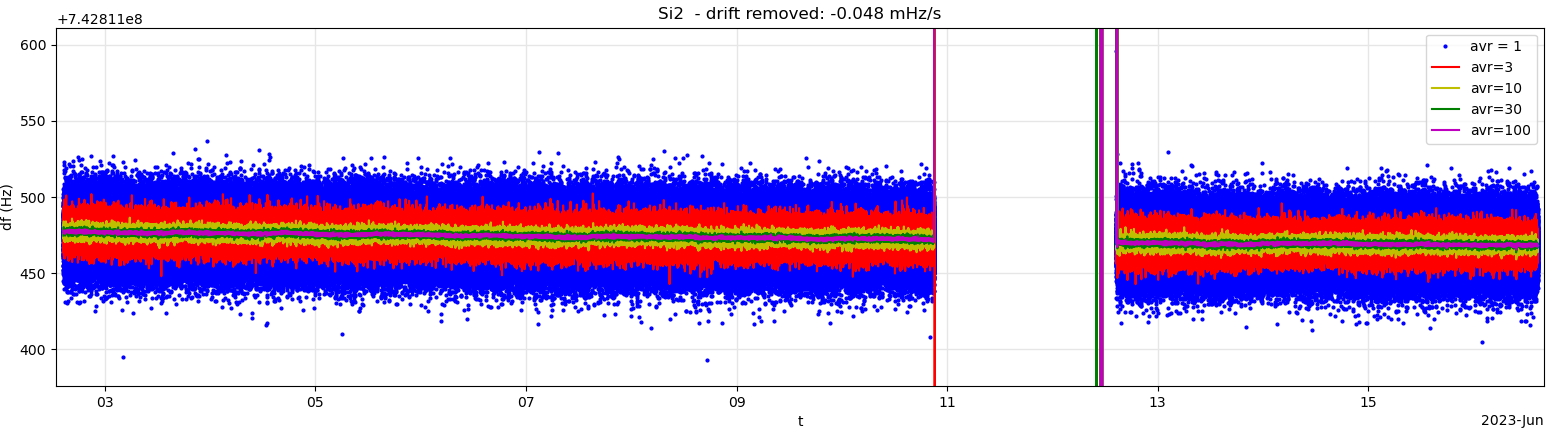 Si2 - drift removed: -0.048 mHz/s
+7.42811e8
600
550
500
450
400
df (Hz)
avr = 1
avr=3
avr=10
avr=30
avr=100
03
05
07
09
11
13
15
t
2023-Jun